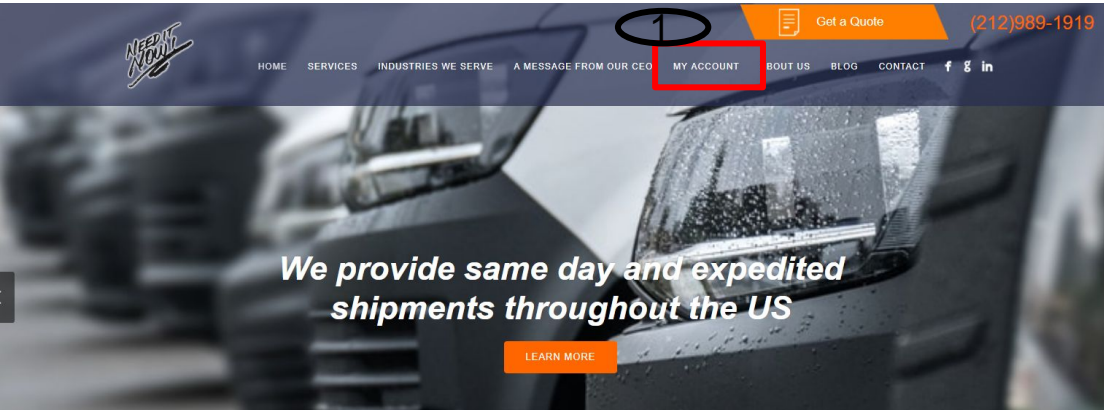 1
Get a Quote
(212)989-1919
NEED IT
NOW!
HOME SERVICES INDUSTRIES WE SERVE A MESSAGE FROM OUR CEO MY ACCOUNT BOUT US BLOG CONTACT f g in
We provide same day and expedited
shipments throughout the US
LEARN MORE